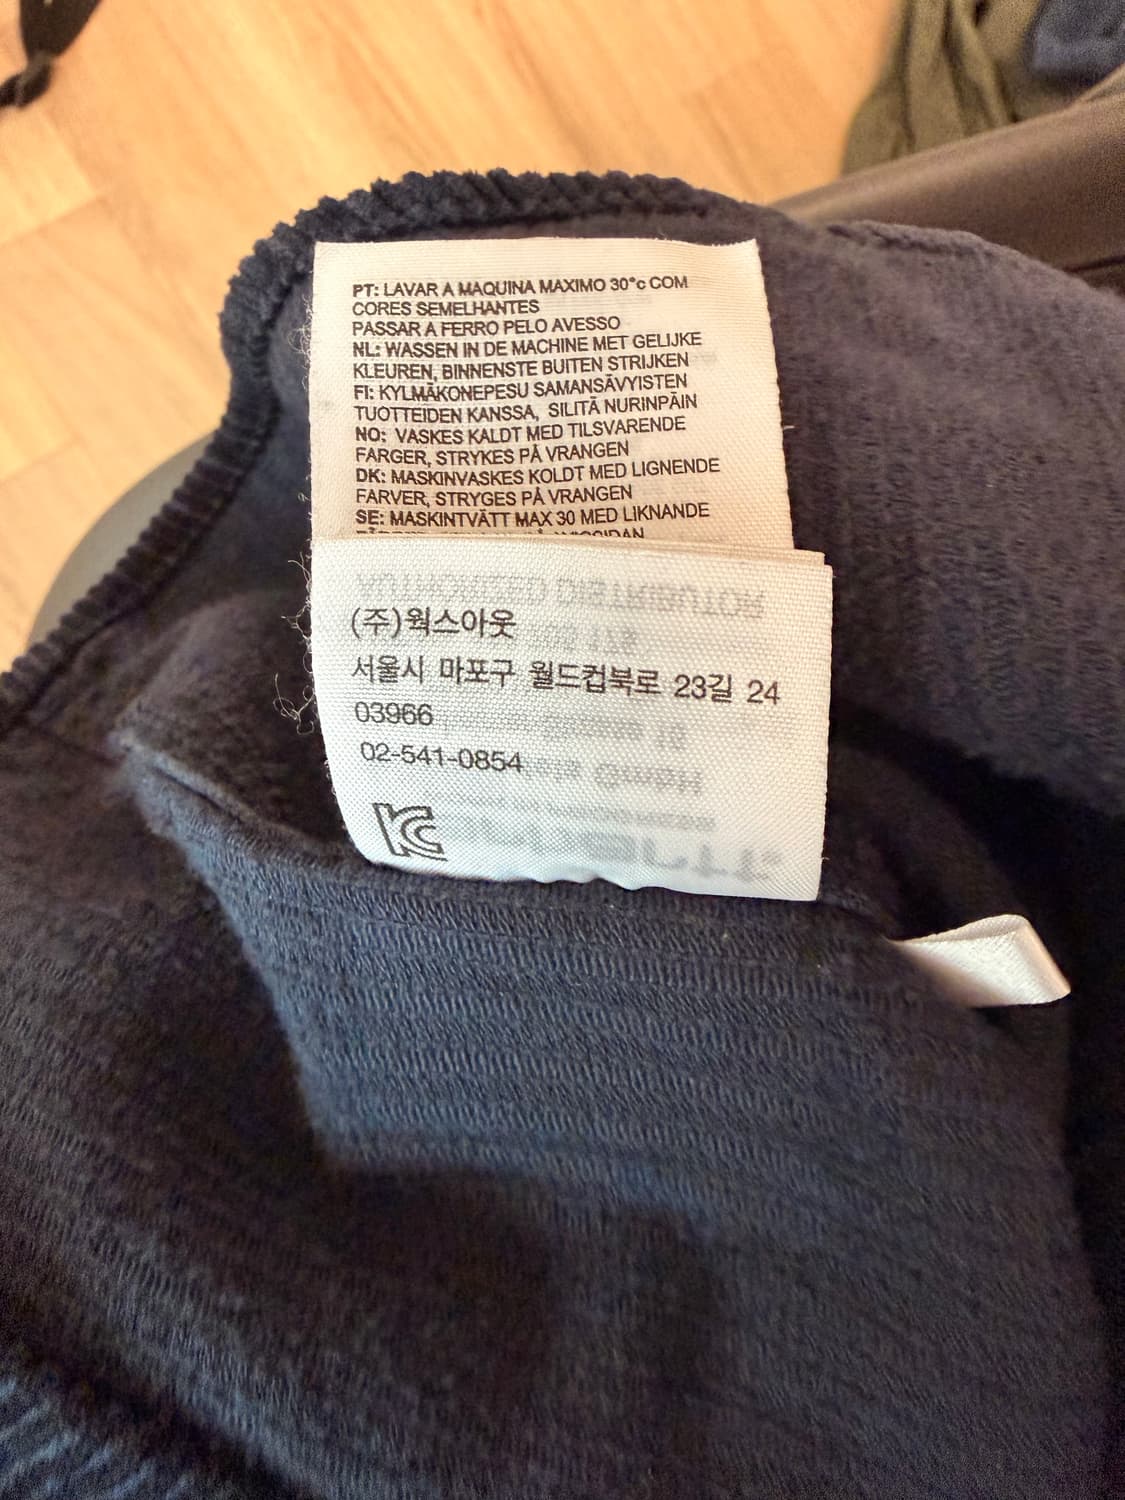 PT: LAVAR A MAQUINA MAXIMO 30°c COM
CORES SEMELHANTES
PASSAR A FERRO PELO AVESSO
NL: WASSEN IN DE MACHINE MET GELIJKE
KLEUREN, BINNENSTE BUITEN STRIJKEN
FI: KYLMÄKONEPESU SAMANSÄVYISTEN
TUOTTEIDEN KANSSA, SILITÄ NURINPÄIN
NO: VASKES KALDT MED TILSVARENDE
FARGER, STRYKES PÅ VRANGEN
DK: MASKINVASKES KOLDT MED LIGNENDE
FARVER, STRYGES PÅ VRANGEN
SE: MASKINTVÄTT MAX 30 MED LIKNANDE
(주)웍스아웃
서울시 마포구 월드컵북로 23길 24
03966
02-541-0854
KC